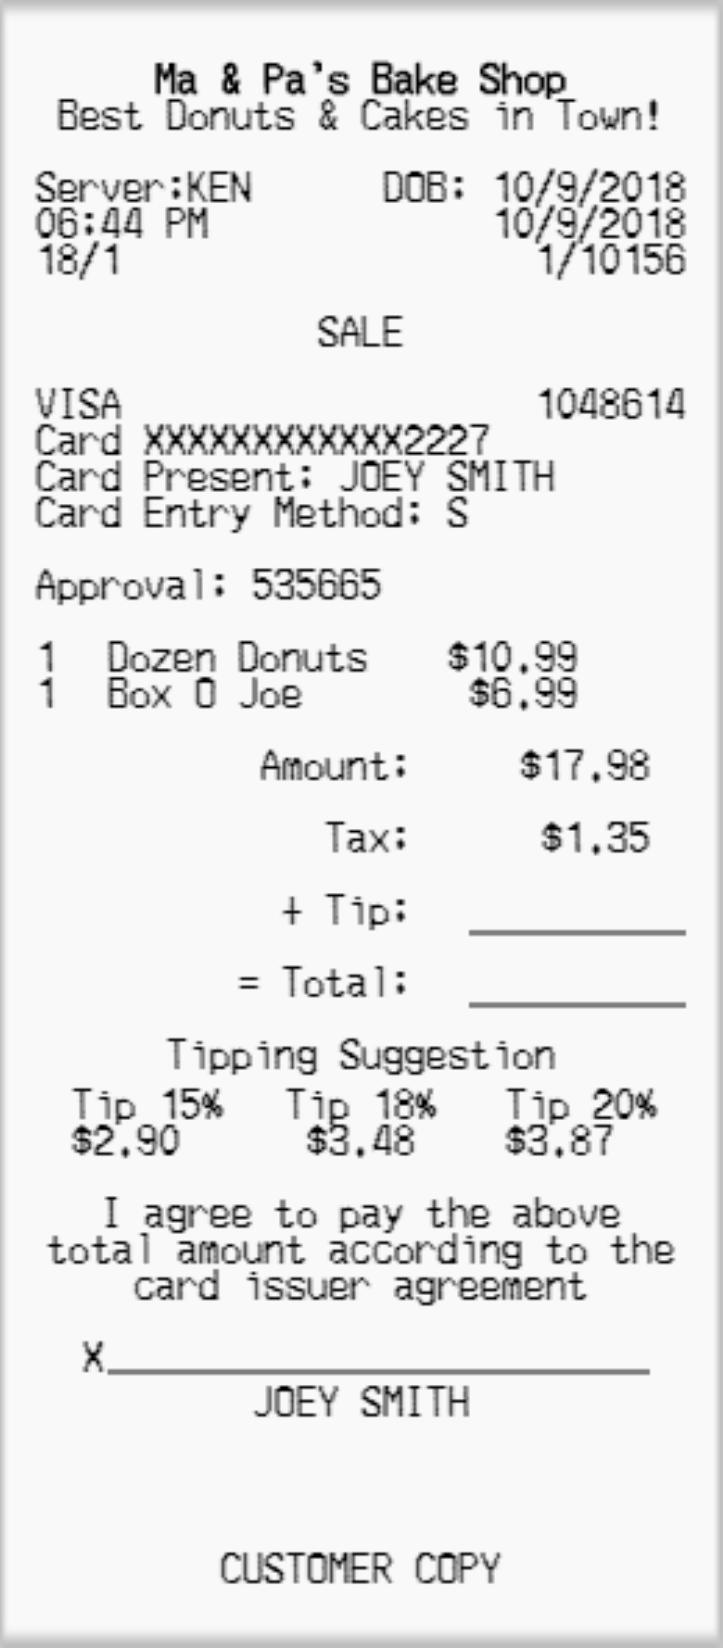 Ma & Pa's Bake Shop
Best Donuts & Cakes in Town!
Server:KEN DOB: 10/9/2018
06:44 PM 10/9/2018
18/1 1/10156
SALE
VISA 1048614
Card XXXXXXXXXXXX2227
Card Present: JOEY SMITH
Card Entry Method: S
Approval: 535665
1 Dozen Donuts $10.99
1 Box O Joe $6.99
Amount: $17.98
Tax: $1.35
+ Tip:
= Total:
Tipping Suggestion
Tip 15% Tip 18% Tip 20%
$2.90 $3.48 $3.87
I agree to pay the above
total amount according to the
card issuer agreement
X
JOEY SMITH
CUSTOMER COPY